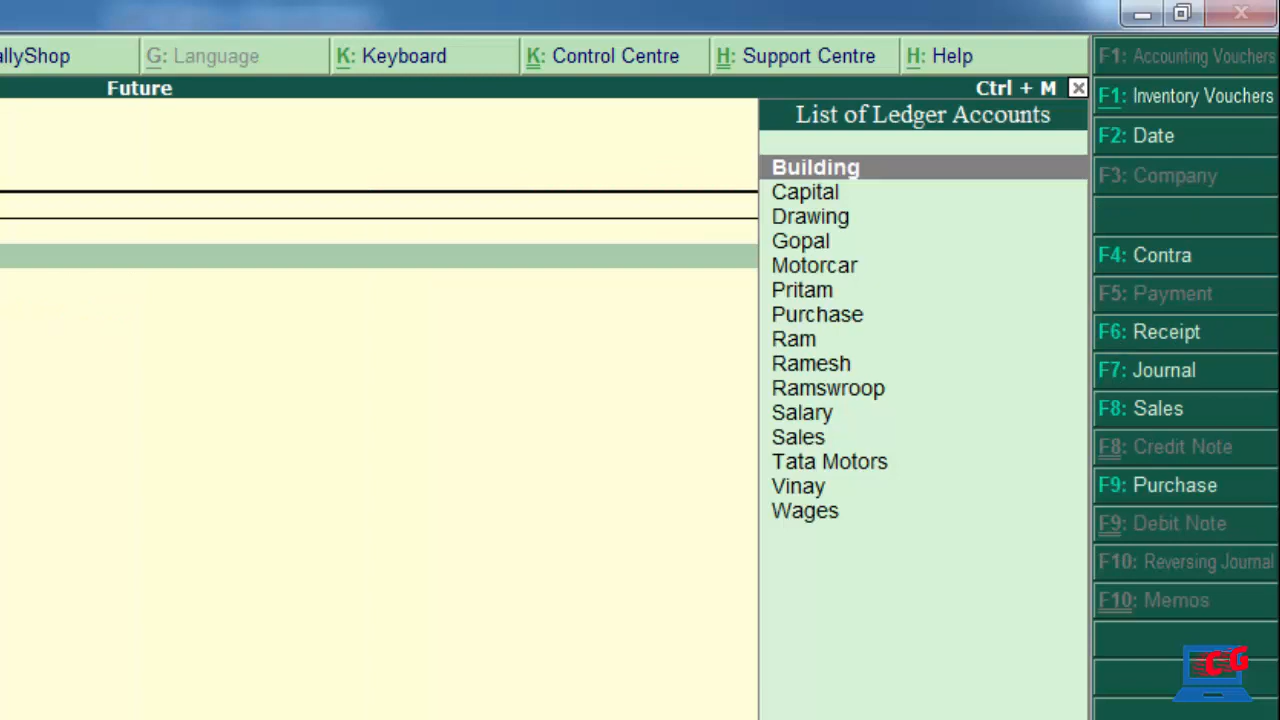 allyShop
G: Language
K: Keyboard
K: Control Centre
H: Support Centre
H: Help
Future
Ctrl + M
List of Ledger Accounts
Building
Capital
Drawing
Gopal
Motorcar
Pritam
Purchase
Ram
Ramesh
Ramswroop
Salary
Sales
Tata Motors
Vinay
Wages
F1: Accounting Vouchers
F1: Inventory Vouchers
F2: Date
F3: Company
F4: Contra
F5: Payment
F6: Receipt
F7: Journal
F8: Sales
F8: Credit Note
F9: Purchase
F9: Debit Note
F10: Reversing Journal
F10: Memos
CG